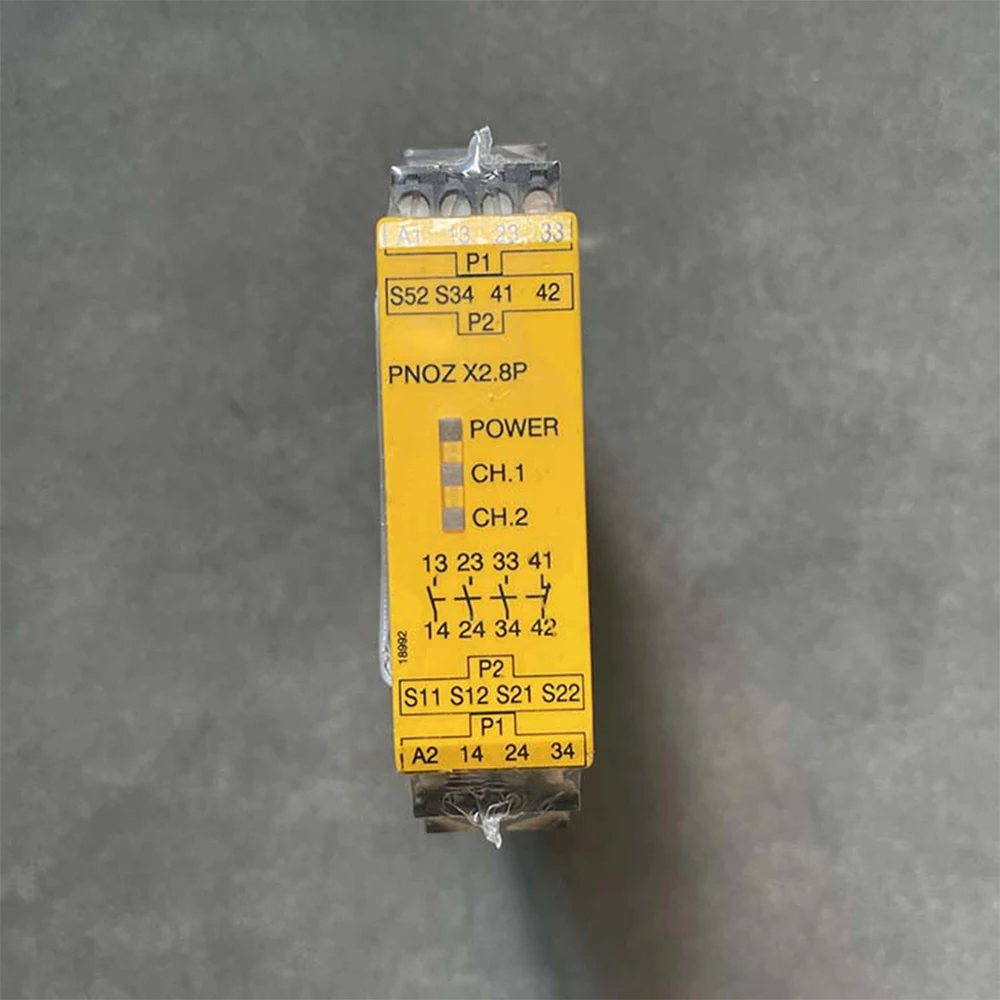 A1 13 23 33
P1
S52 S34 41 42
P2
PNOZ X2.8P
POWER
CH.1
CH.2
13 23 33 41
14 24 34 42
18992
P2
S11 S12 S21 S22
P1
A2 14 24 34